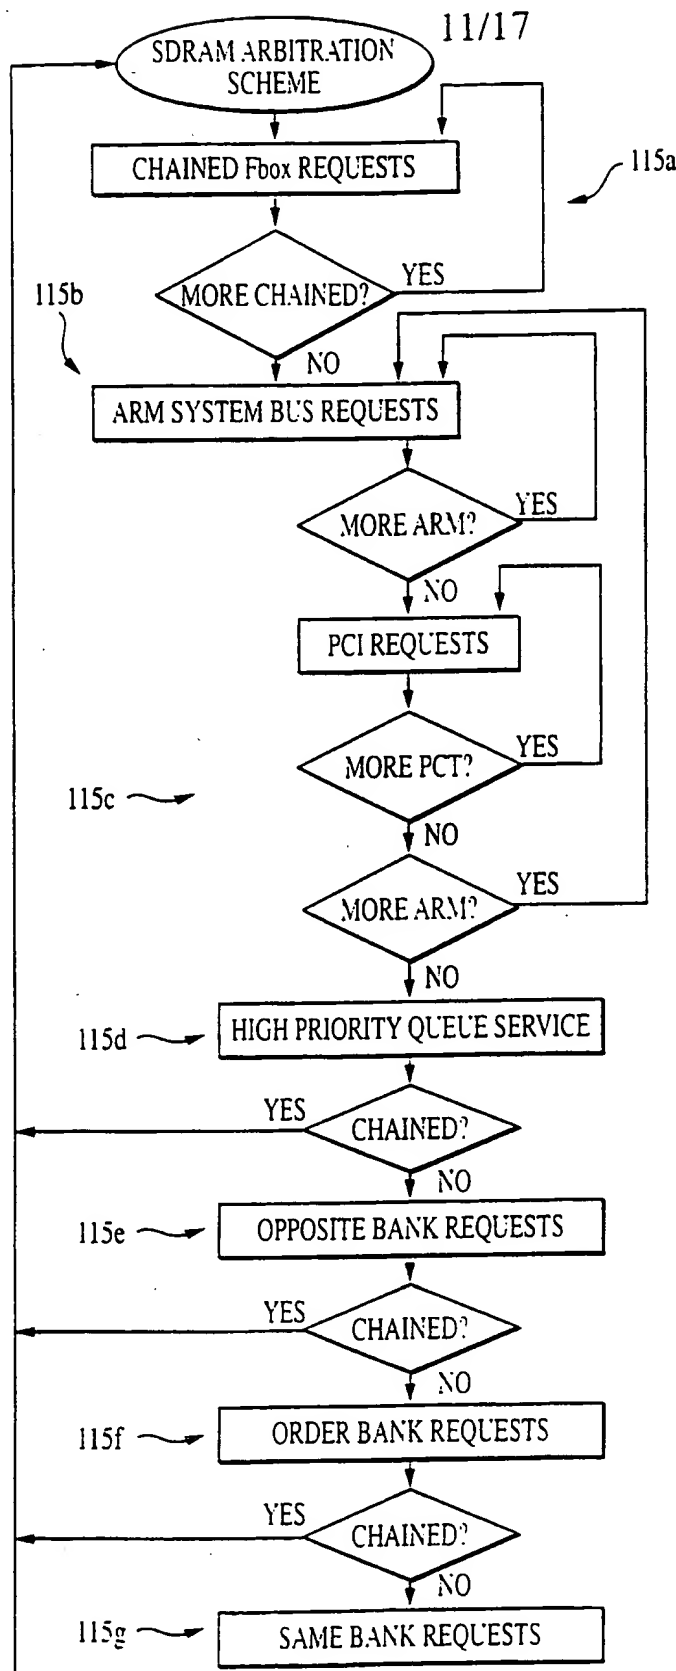 11/17
SDRAM ARBITRATION
SCHEME
CHAINED Fbox REQUESTS
115a
MORE CHAINED?
YES
NO
115b
ARM SYSTEM BUS REQUESTS
MORE ARM?
YES
NO
PCI REQUESTS
MORE PCT?
YES
NO
115c
MORE ARM?
YES
NO
115d
HIGH PRIORITY QUEUE SERVICE
YES
CHAINED?
NO
115e
OPPOSITE BANK REQUESTS
YES
CHAINED?
NO
115f
ORDER BANK REQUESTS
YES
CHAINED?
NO
115g
SAME BANK REQUESTS